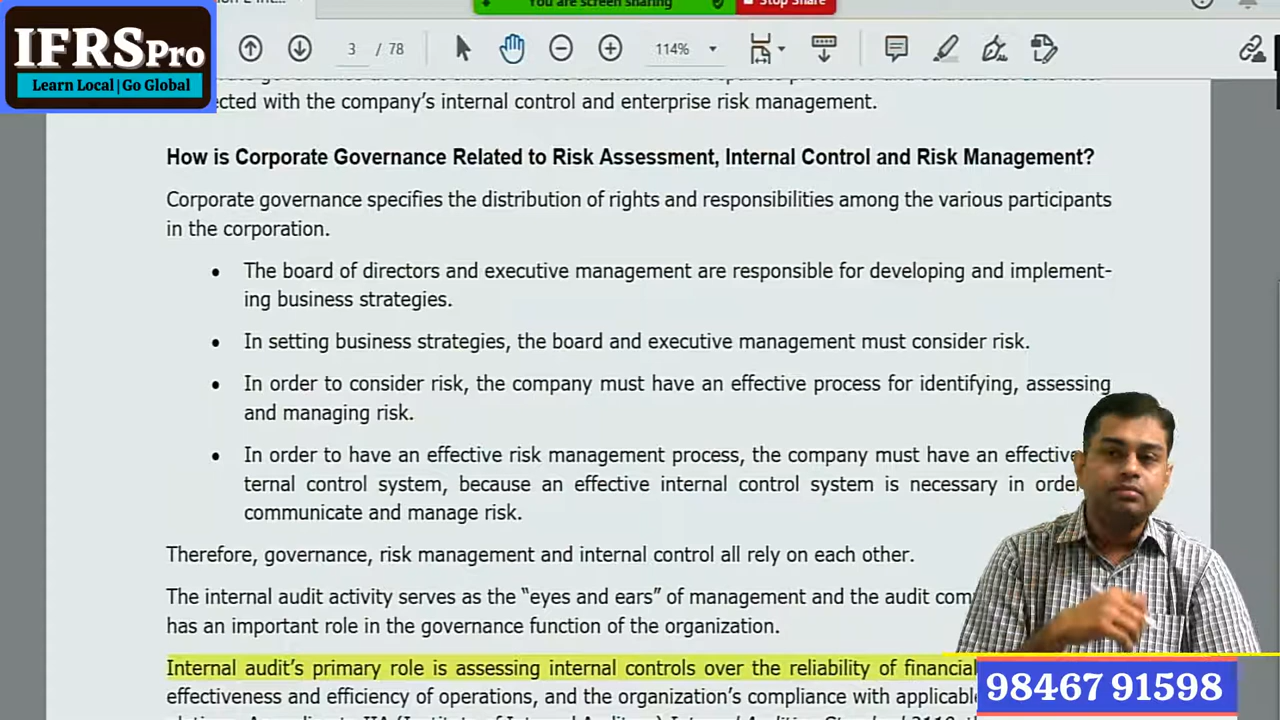 You are screen sharing
Stop Share
IFRSPro
Learn Local|Go Global
3 / 78
114%
ected with the company's internal control and enterprise risk management.
How is Corporate Governance Related to Risk Assessment, Internal Control and Risk Management?
Corporate governance specifies the distribution of rights and responsibilities among the various participants
in the corporation.
• The board of directors and executive management are responsible for developing and implement-
ing business strategies.
• In setting business strategies, the board and executive management must consider risk.
• In order to consider risk, the company must have an effective process for identifying, assessing
and managing risk.
• In order to have an effective risk management process, the company must have an effective
ternal control system, because an effective internal control system is necessary in order
communicate and manage risk.
Therefore, governance, risk management and internal control all rely on each other.
The internal audit activity serves as the “eyes and ears” of management and the audit com
has an important role in the governance function of the organization.
Internal audit's primary role is assessing internal controls over the reliability of financial
effectiveness and efficiency of operations, and the organization's compliance with applicable
98467 91598